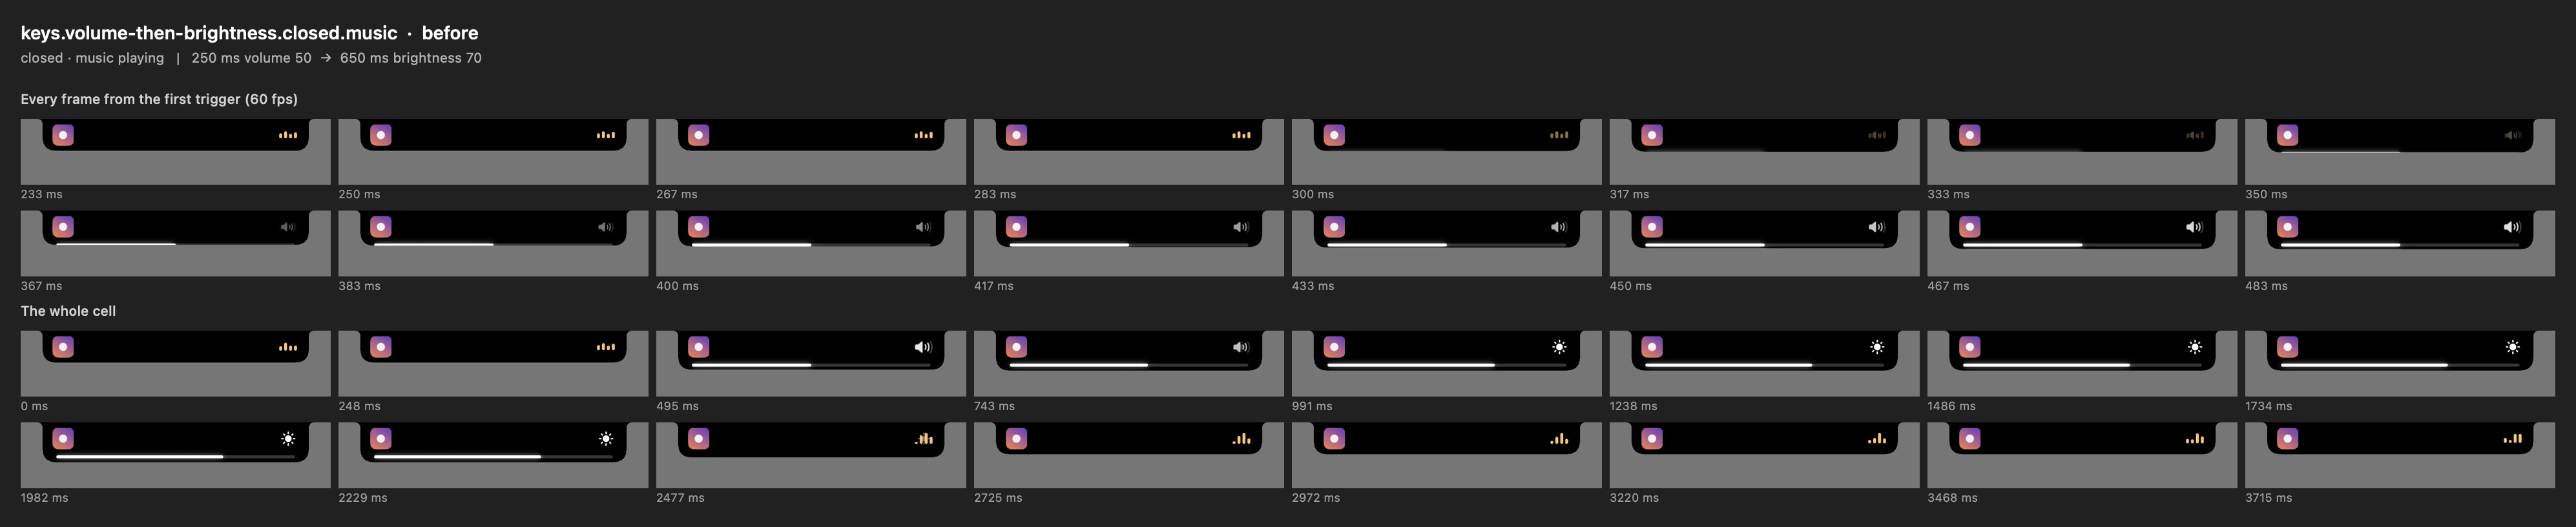 keys.volume-then-brightness.closed.music · before
closed · music playing | 250 ms volume 50 → 650 ms brightness 70
Every frame from the first trigger (60 fps)
233 ms 250 ms 267 ms 283 ms 300 ms 317 ms 333 ms 350 ms
367 ms 383 ms 400 ms 417 ms 433 ms 450 ms 467 ms 483 ms
The whole cell
0 ms 248 ms 495 ms 743 ms 991 ms 1238 ms 1486 ms 1734 ms
1982 ms 2229 ms 2477 ms 2725 ms 2972 ms 3220 ms 3468 ms 3715 ms